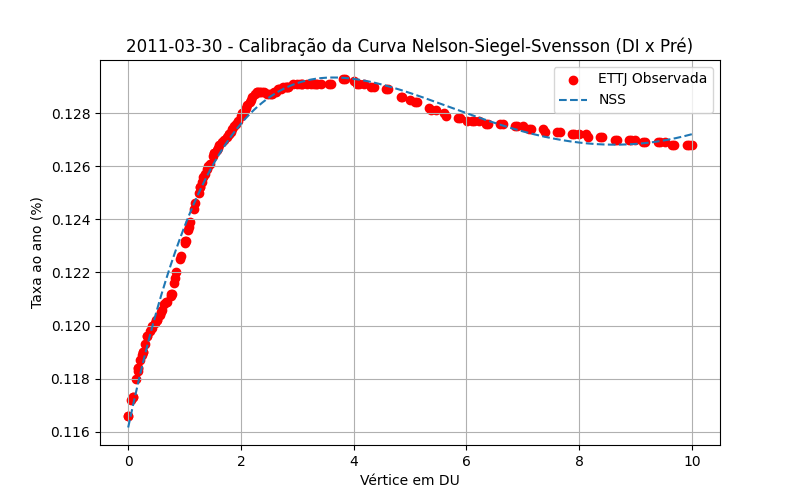 2011-03-30 - Calibração da Curva Nelson-Siegel-Svensson (DI x Pré)
ETTJ Observada
NSS
Taxa ao ano (%)
0.128
0.126
0.124
0.122
0.120
0.118
0.116
0 2 4 6 8 10
Vértice em DU